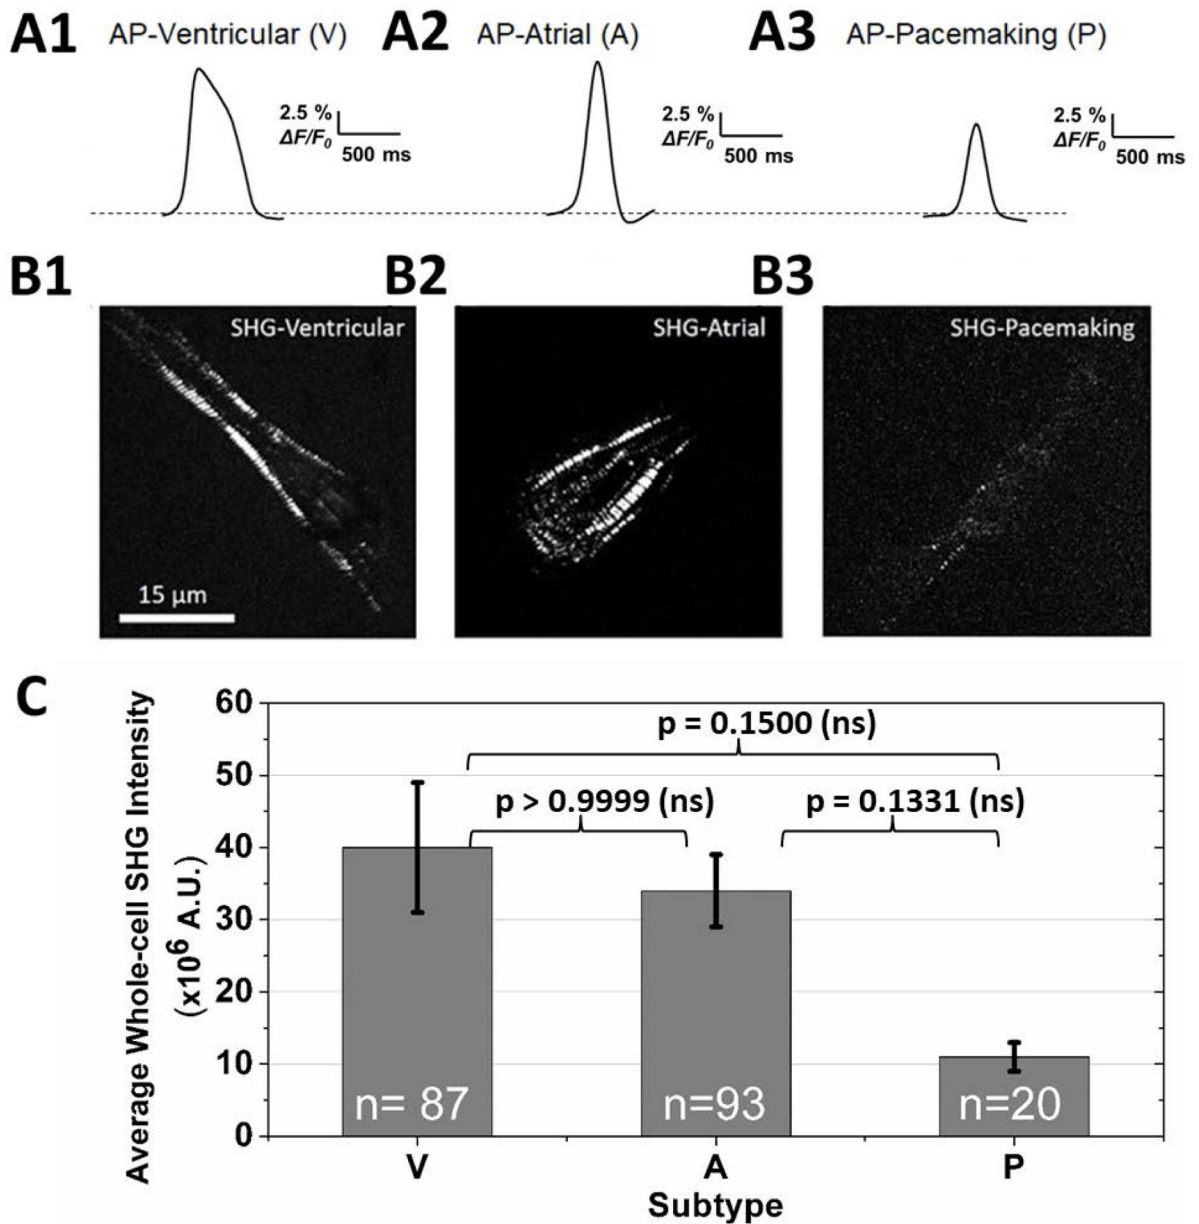 A1 AP-Ventricular (V) A2 AP-Atrial (A) A3 AP-Pacemaking (P)
2.5 %
ΔF/F0
500 ms
2.5 %
ΔF/F0
500 ms
2.5 %
ΔF/F0
500 ms
B1 B2 B3
SHG-Ventricular
15 µm
SHG-Atrial
SHG-Pacemaking
C
Average Whole-cell SHG Intensity
(x10⁶ A.U.)
60
50
40
30
20
10
0
p = 0.1500 (ns)
p > 0.9999 (ns) p = 0.1331 (ns)
n= 87 n=93 n=20
V A P
Subtype